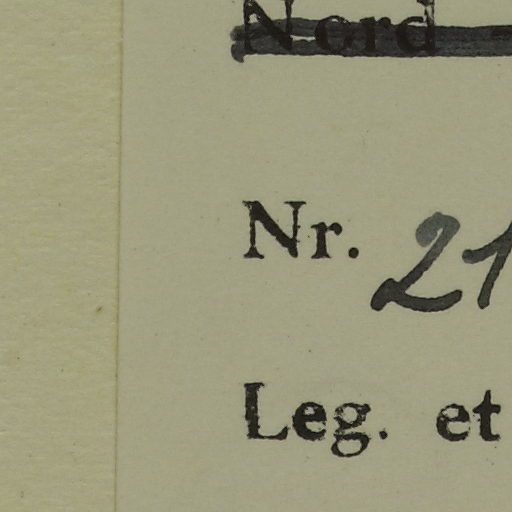 Nord
Nr. 21
Leg. et